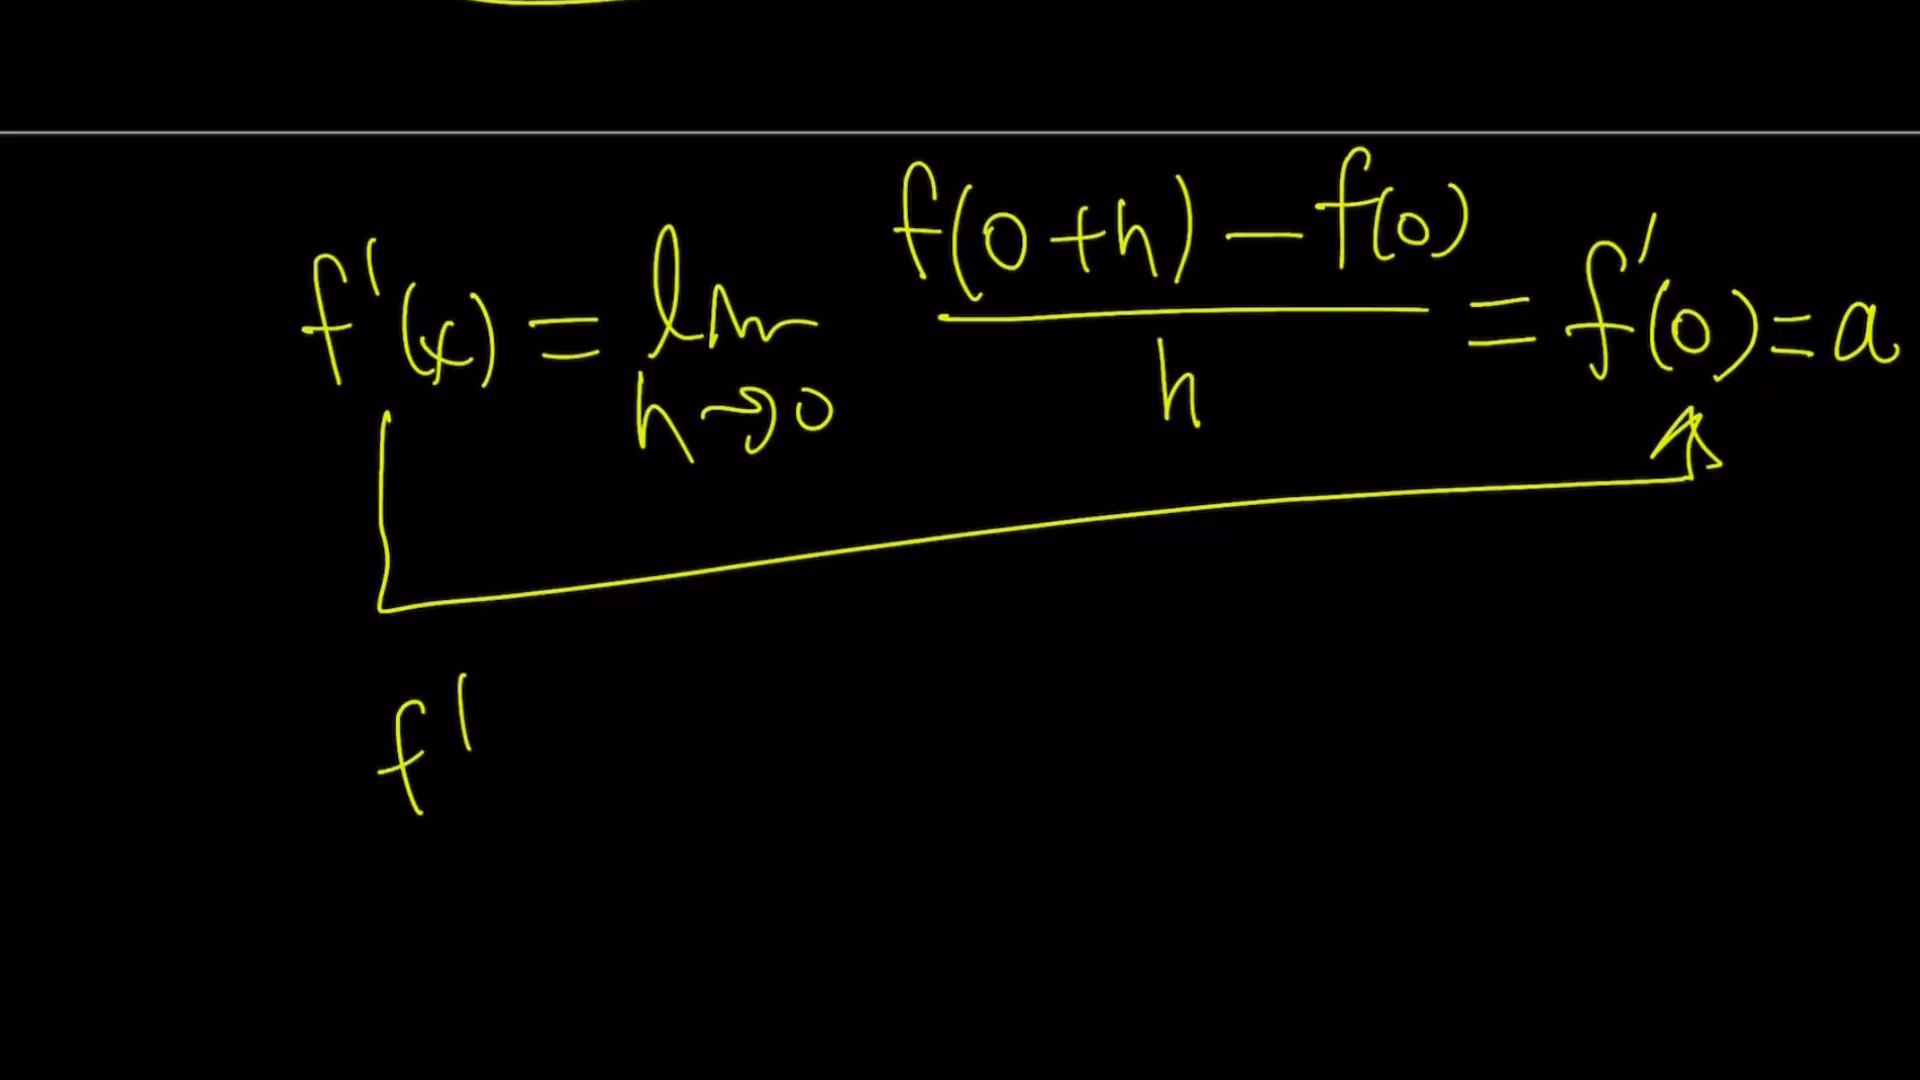 f'(x) = lim h→0 f(0+h) − f(0) / h = f'(0) = a
f'